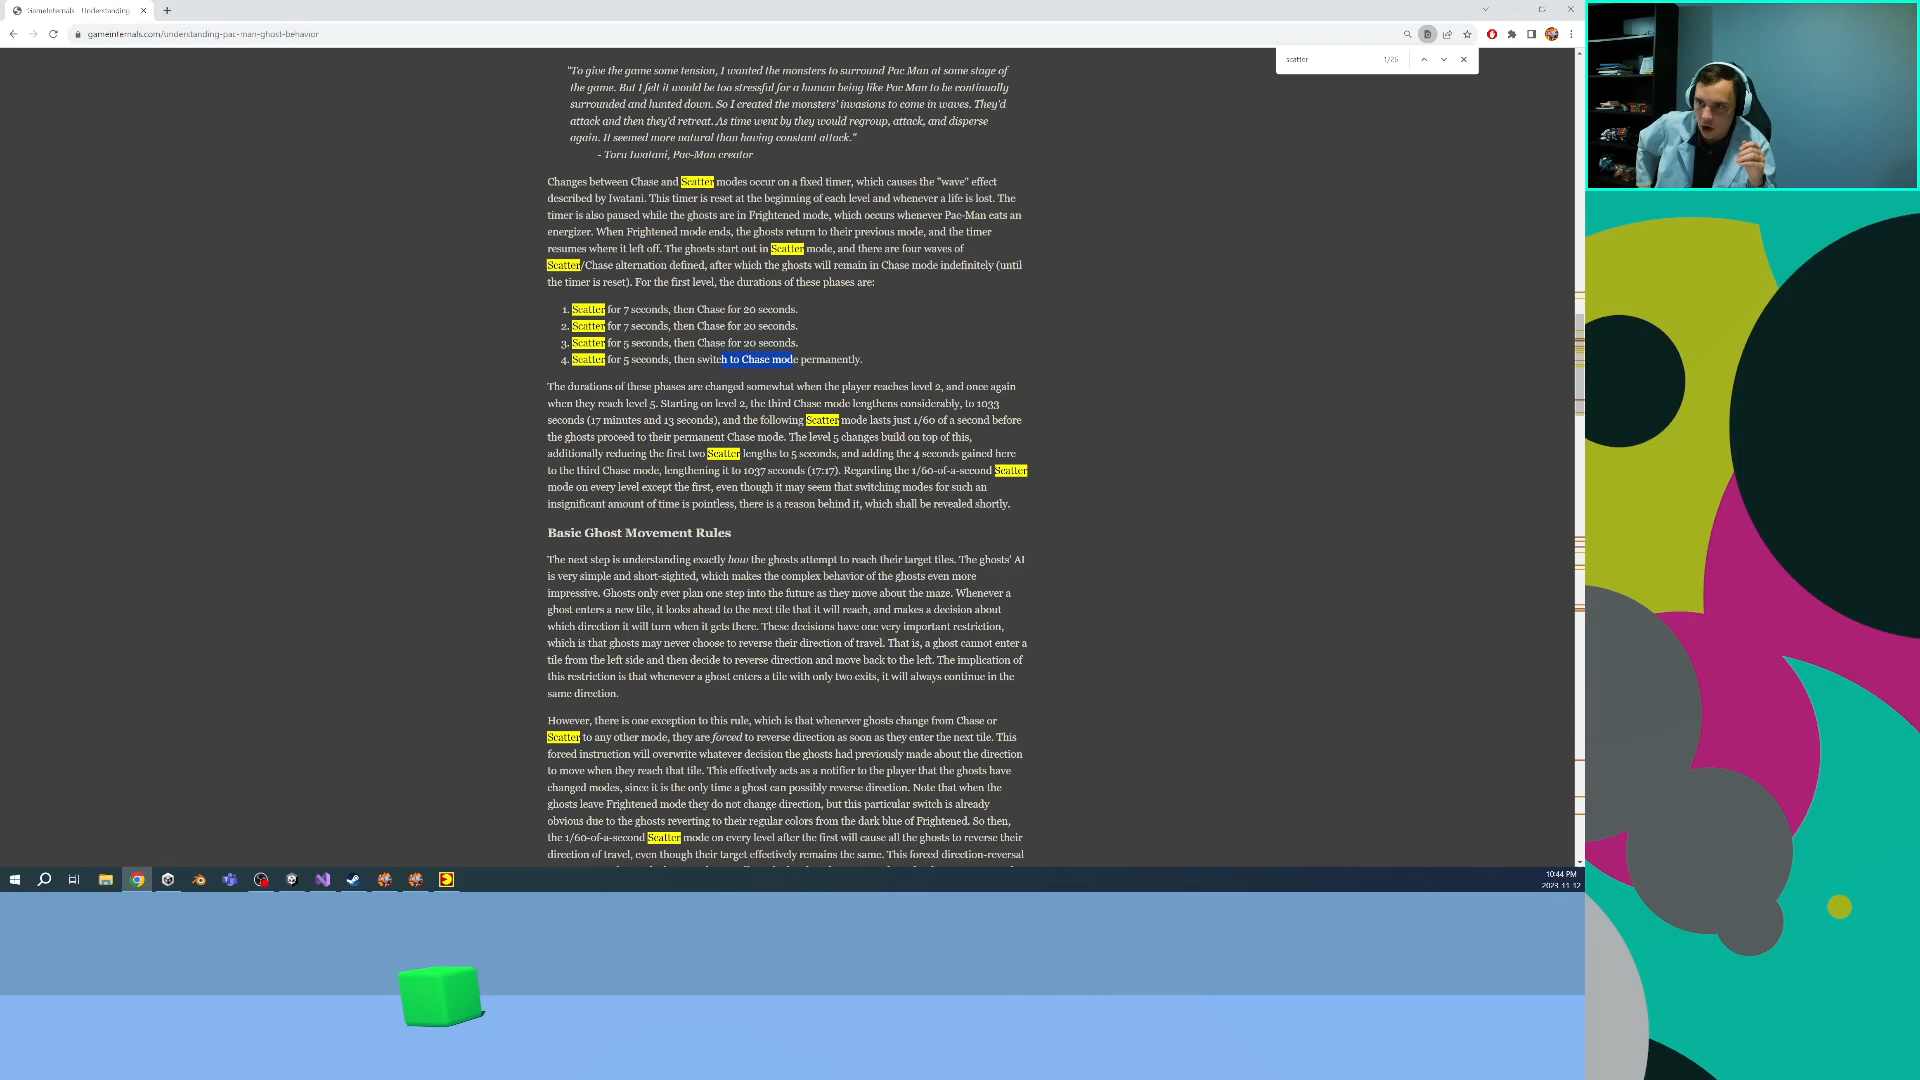 GameInternals - Understanding
gameinternals.com/understanding-pac-man-ghost-behavior
scatter
1/26
"To give the game some tension, I wanted the monsters to surround Pac Man at some stage of
the game. But I felt it would be too stressful for a human being like Pac Man to be continually
surrounded and hunted down. So I created the monsters' invasions to come in waves. They'd
attack and then they'd retreat. As time went by they would regroup, attack, and disperse
again. It seemed more natural than having constant attack."
- Toru Iwatani, Pac-Man creator
Changes between Chase and Scatter modes occur on a fixed timer, which causes the "wave" effect
described by Iwatani. This timer is reset at the beginning of each level and whenever a life is lost. The
timer is also paused while the ghosts are in Frightened mode, which occurs whenever Pac-Man eats an
energizer. When Frightened mode ends, the ghosts return to their previous mode, and the timer
resumes where it left off. The ghosts start out in Scatter mode, and there are four waves of
Scatter/Chase alternation defined, after which the ghosts will remain in Chase mode indefinitely (until
the timer is reset). For the first level, the durations of these phases are:
1. Scatter for 7 seconds, then Chase for 20 seconds.
2. Scatter for 7 seconds, then Chase for 20 seconds.
3. Scatter for 5 seconds, then Chase for 20 seconds.
4. Scatter for 5 seconds, then switch to Chase mode permanently.
The durations of these phases are changed somewhat when the player reaches level 2, and once again
when they reach level 5. Starting on level 2, the third Chase mode lengthens considerably, to 1033
seconds (17 minutes and 13 seconds), and the following Scatter mode lasts just 1/60 of a second before
the ghosts proceed to their permanent Chase mode. The level 5 changes build on top of this,
additionally reducing the first two Scatter lengths to 5 seconds, and adding the 4 seconds gained here
to the third Chase mode, lengthening it to 1037 seconds (17:17). Regarding the 1/60-of-a-second Scatter
mode on every level except the first, even though it may seem that switching modes for such an
insignificant amount of time is pointless, there is a reason behind it, which shall be revealed shortly.
Basic Ghost Movement Rules
The next step is understanding exactly how the ghosts attempt to reach their target tiles. The ghosts' AI
is very simple and short-sighted, which makes the complex behavior of the ghosts even more
impressive. Ghosts only ever plan one step into the future as they move about the maze. Whenever a
ghost enters a new tile, it looks ahead to the next tile that it will reach, and makes a decision about
which direction it will turn when it gets there. These decisions have one very important restriction,
which is that ghosts may never choose to reverse their direction of travel. That is, a ghost cannot enter a
tile from the left side and then decide to reverse direction and move back to the left. The implication of
this restriction is that whenever a ghost enters a tile with only two exits, it will always continue in the
same direction.
However, there is one exception to this rule, which is that whenever ghosts change from Chase or
Scatter to any other mode, they are forced to reverse direction as soon as they enter the next tile. This
forced instruction will overwrite whatever decision the ghosts had previously made about the direction
to move when they reach that tile. This effectively acts as a notifier to the player that the ghosts have
changed modes, since it is the only time a ghost can possibly reverse direction. Note that when the
ghosts leave Frightened mode they do not change direction, but this particular switch is already
obvious due to the ghosts reverting to their regular colors from the dark blue of Frightened. So then,
the 1/60-of-a-second Scatter mode on every level after the first will cause all the ghosts to reverse their
direction of travel, even though their target effectively remains the same. This forced direction-reversal
10:44 PM
2023-11-12